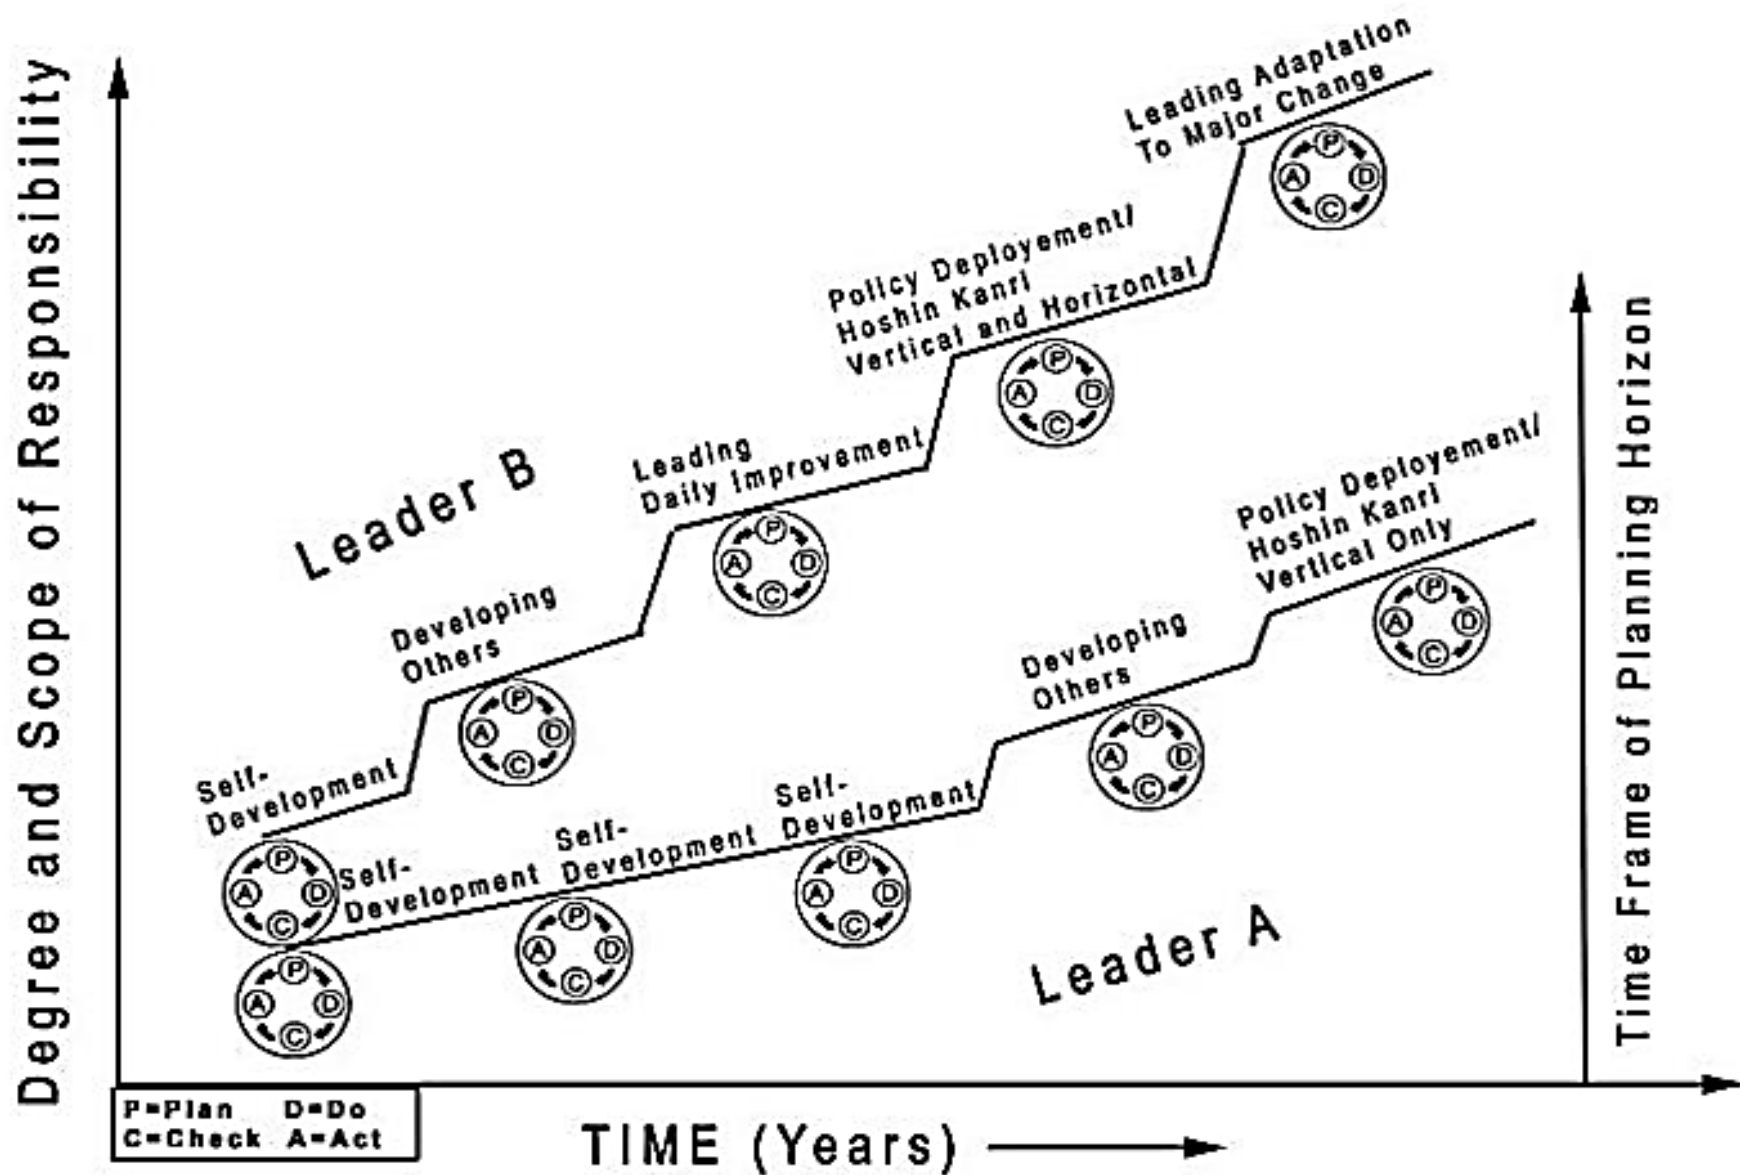 Degree and Scope of Responsibility
Leading Adaptation
To Major Change
P
A
D
C
Policy Deployement/
Hoshin Kanri
Vertical and Horizontal
P
A
D
C
Leader B
Leading
Daily Improvement
P
A
D
C
Developing
Others
P
A
D
C
Self-
Development
P
A
D
C
Self-
Development
P
A
D
C
Self-
Development
P
A
D
C
Self-
Development
P
A
D
C
Developing
Others
P
A
D
C
Policy Deployement/
Hoshin Kanri
Vertical Only
P
A
D
C
Leader A
Time Frame of Planning Horizon
P=Plan D=Do
C=Check A=Act
TIME (Years)